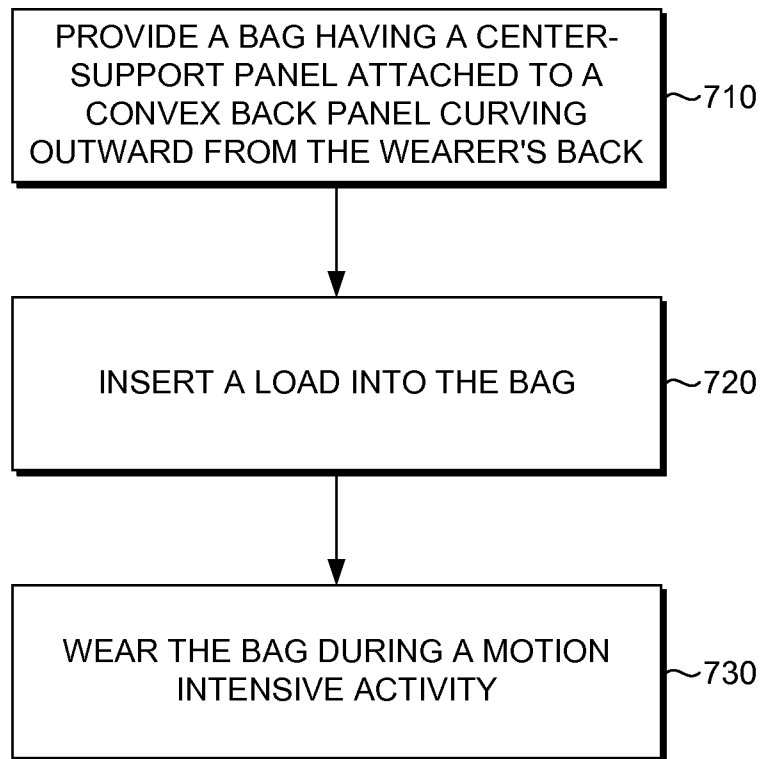 PROVIDE A BAG HAVING A CENTER-
SUPPORT PANEL ATTACHED TO A
CONVEX BACK PANEL CURVING
OUTWARD FROM THE WEARER'S BACK
710
INSERT A LOAD INTO THE BAG
720
WEAR THE BAG DURING A MOTION
INTENSIVE ACTIVITY
730